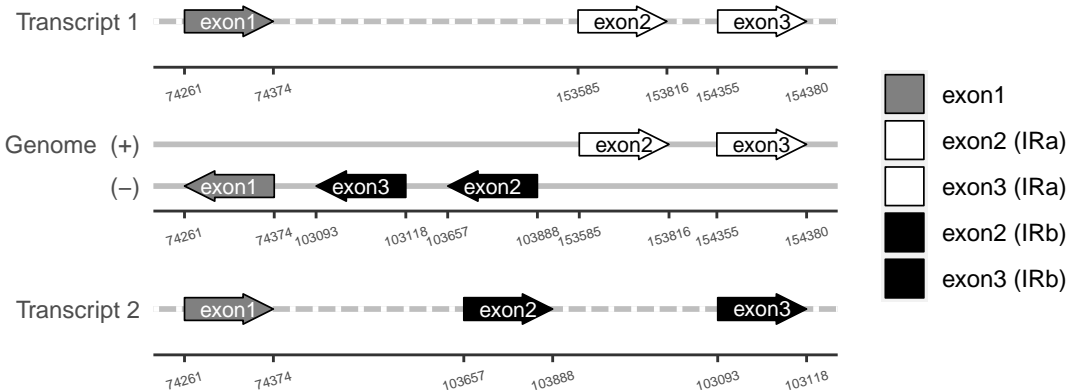 Transcript 1 exon1 exon2 exon3
74261 74374 153585 153816 154355 154380
Genome (+) exon2 exon3
(−) exon1 exon3 exon2
74261 74374 103093 103118 103657 103888 153585 153816 154355 154380
Transcript 2 exon1 exon2 exon3
74261 74374 103657 103888 103093 103118
exon1
exon2 (IRa)
exon3 (IRa)
exon2 (IRb)
exon3 (IRb)